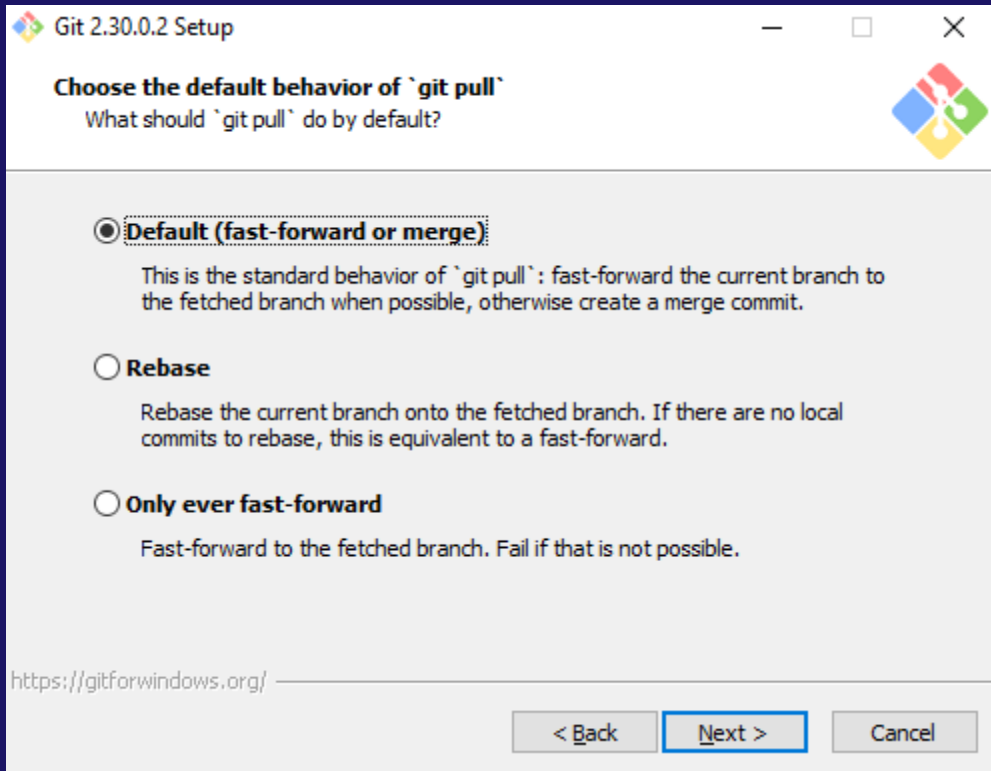 Git 2.30.0.2 Setup
Choose the default behavior of `git pull`
What should `git pull` do by default?
Default (fast-forward or merge)
This is the standard behavior of `git pull`: fast-forward the current branch to
the fetched branch when possible, otherwise create a merge commit.
Rebase
Rebase the current branch onto the fetched branch. If there are no local
commits to rebase, this is equivalent to a fast-forward.
Only ever fast-forward
Fast-forward to the fetched branch. Fail if that is not possible.
https://gitforwindows.org/
< Back Next > Cancel